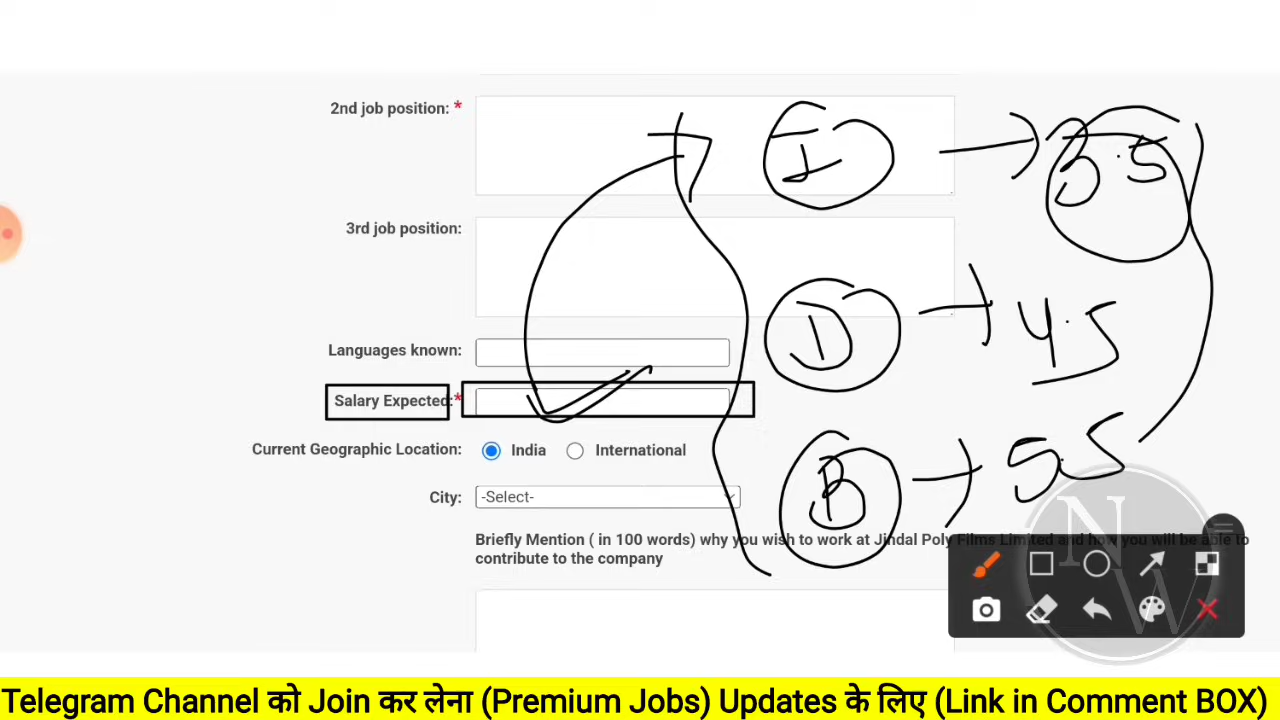 2nd job position: *
I → 3.5
3rd job position:
D → 4.5
Languages known:
Salary Expected:*
B → 5.5
Current Geographic Location: India International
City: -Select-
Briefly Mention ( in 100 words) why you wish to work at Jindal Poly Films Limited and how you will be able to
contribute to the company
NW
Telegram Channel को Join कर लेना (Premium Jobs) Updates के लिए (Link in Comment BOX)